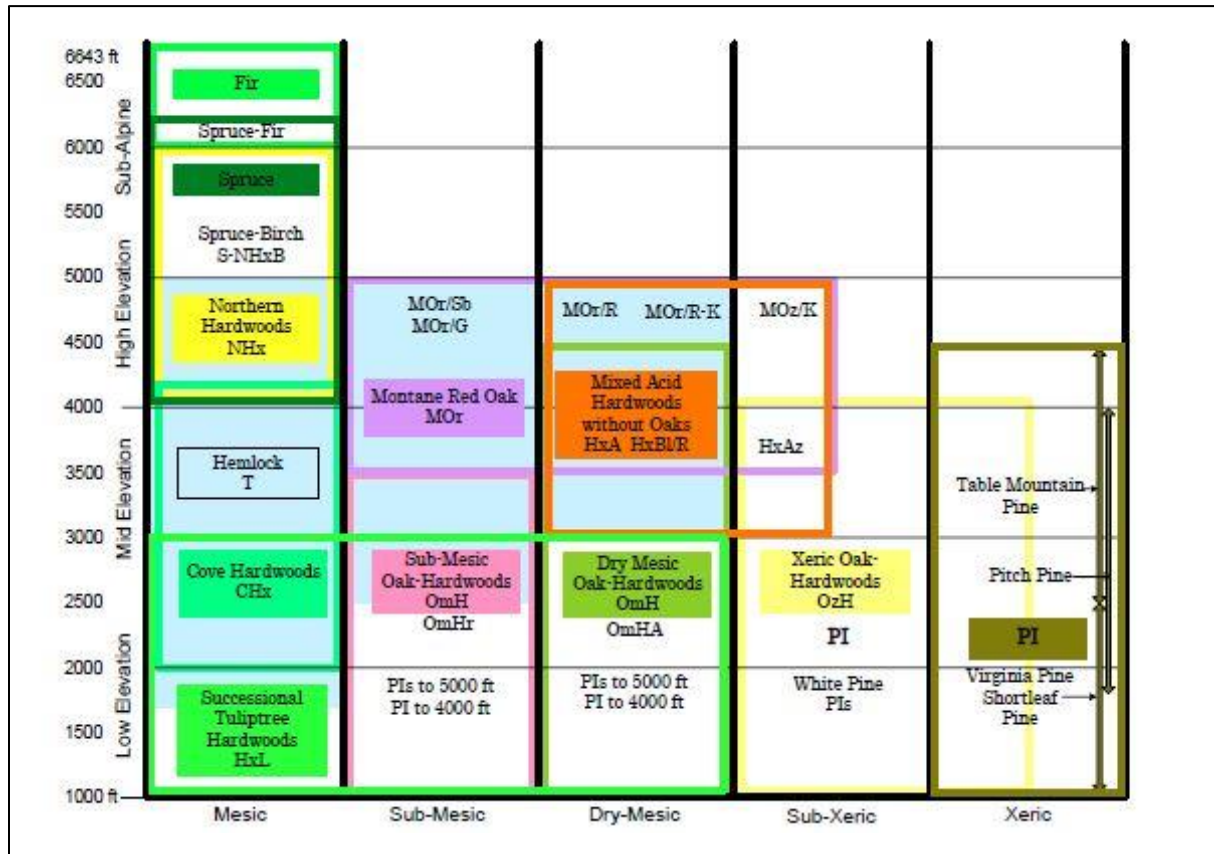 6643 ft
6500
6000
5500
5000
4500
4000
3500
3000
2500
2000
1500
1000 ft
Sub-Alpine
High Elevation
Mid Elevation
Low Elevation
Fir
Spruce-Fir
Spruce
Spruce-Birch
S-NHxB
Northern
Hardwoods
NHx
Hemlock
T
Cove Hardwoods
CHx
Successional
Tuliptree
Hardwoods
HxL
MOr/Sb
MOr/G
Montane Red Oak
MOr
Sub-Mesic
Oak-Hardwoods
OmH
OmHr
PIs to 5000 ft
PI to 4000 ft
MOr/R MOr/R-K
Mixed Acid
Hardwoods
without Oaks
HxA HxBl/R
Dry Mesic
Oak-Hardwoods
OmH
OmHA
PIs to 5000 ft
PI to 4000 ft
MOz/K
HxAz
Xeric Oak-
Hardwoods
OzH
PI
White Pine
PIs
Table Mountain
Pine
Pitch Pine
PI
Virginia Pine
Shortleaf
Pine
Mesic
Sub-Mesic
Dry-Mesic
Sub-Xeric
Xeric